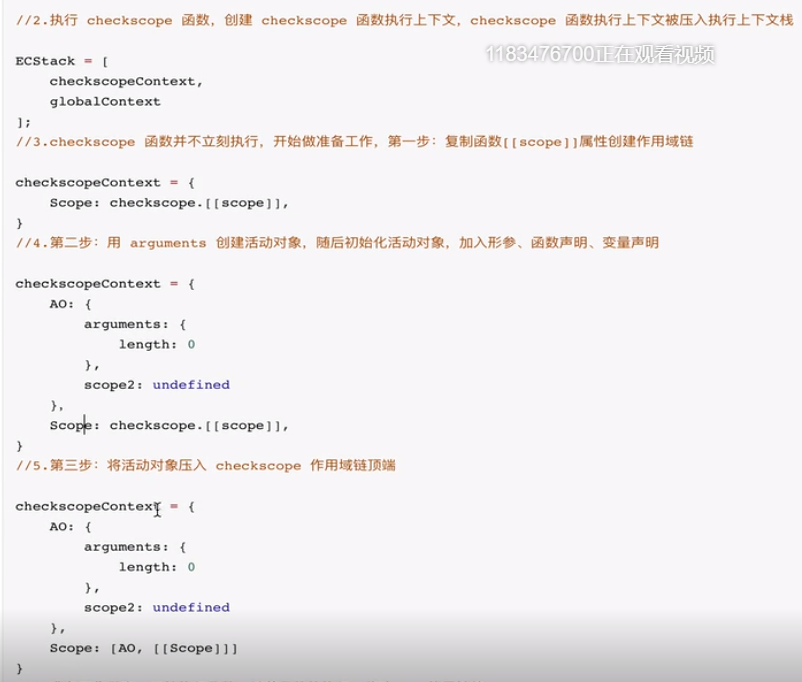 //2.执行 checkscope 函数，创建 checkscope 函数执行上下文，checkscope 函数执行上下文被压入执行上下文栈
1183476700正在观看视频
ECStack = [
    checkscopeContext,
    globalContext
];
//3.checkscope 函数并不立刻执行，开始做准备工作，第一步：复制函数[[scope]]属性创建作用域链
checkscopeContext = {
    Scope: checkscope.[[scope]],
}
//4.第二步：用 arguments 创建活动对象，随后初始化活动对象，加入形参、函数声明、变量声明
checkscopeContext = {
    AO: {
        arguments: {
            length: 0
        },
        scope2: undefined
    },
    Scope: checkscope.[[scope]],
}
//5.第三步：将活动对象压入 checkscope 作用域链顶端
checkscopeContext = {
    AO: {
        arguments: {
            length: 0
        },
        scope2: undefined
    },
    Scope: [AO, [[Scope]]]
}